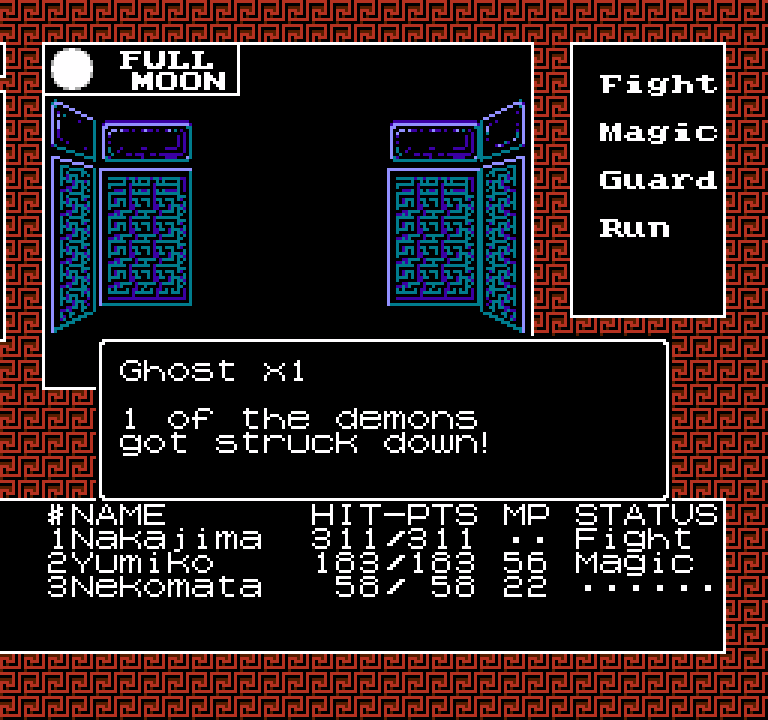 FULL
MOON
Fight
Magic
Guard
Run
Ghost x1
1 of the demons
got struck down!
#NAME HIT-PTS MP STATUS
1Nakajima 311/311 .. Fight
2Yumiko 183/183 56 Magic
3Nekomata 58/ 58 22 ......